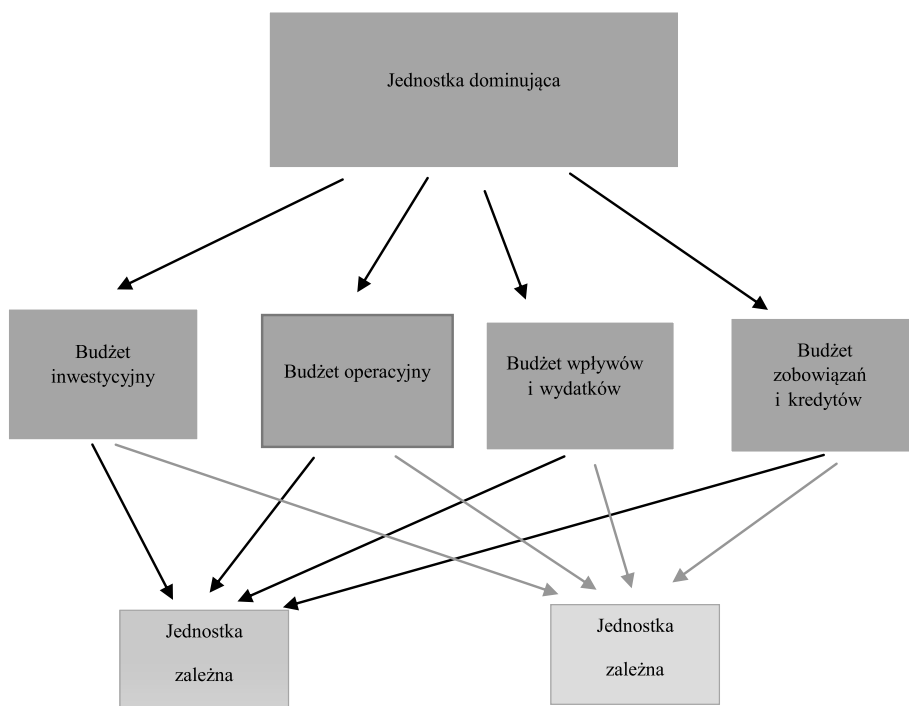 Jednostka dominująca
Budżet
inwestycyjny
Budżet operacyjny
Budżet wpływów
i wydatków
Budżet
zobowiązań
i kredytów
Jednostka
zależna
Jednostka
zależna